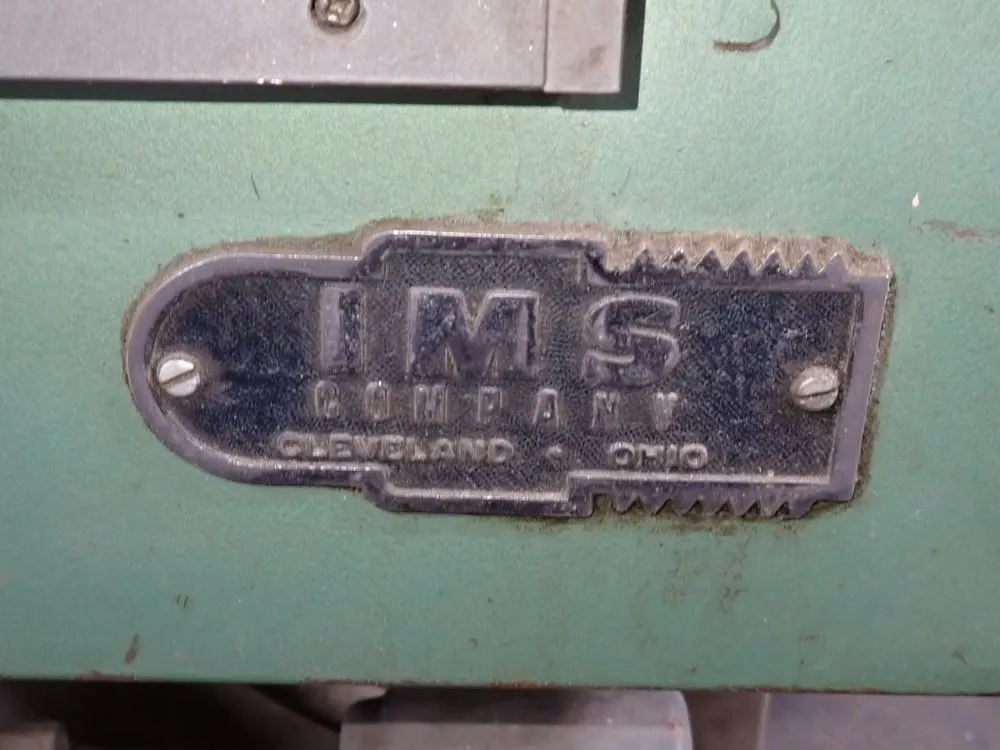 IMS
COMPANY
CLEVELAND • OHIO